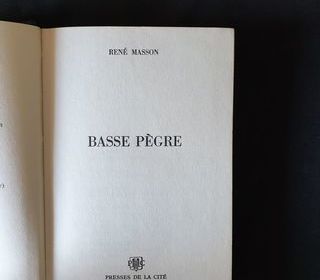 RENÉ MASSON
BASSE PÈGRE
PRESSES DE LA CITÉ